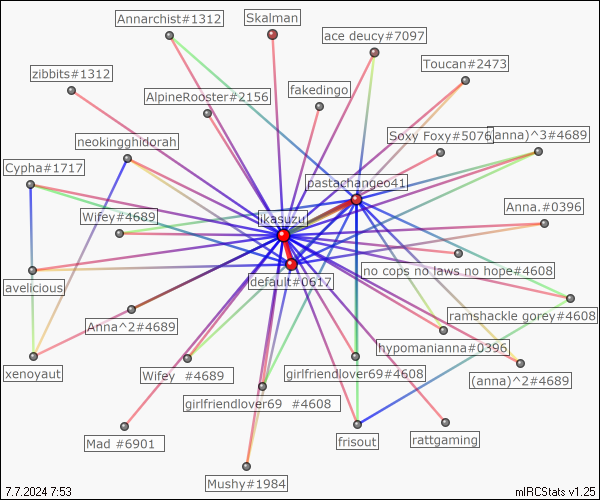 Annarchist#1312
Skalman
ace deucy#7097
Toucan#2473
zibbits#1312
AlpineRooster#2156
fakedingo
neokingghidorah
Soxy Foxy#5076
(anna)^3#4689
Cypha#1717
pastachangeo41
Wifey#4689
jikasuzu
Anna.#0396
default#0617
no cops no laws no hope#4608
avelicious
Anna^2#4689
ramshackle gorey#4608
hypomanianna#0396
xenoyaut
Wifey #4689
girlfriendlover69#4608
(anna)^2#4689
girlfriendlover69 #4608
Mad #6901
frisout
rattgaming
Mushy#1984
7.7.2024 7:53
mIRCStats v1.25